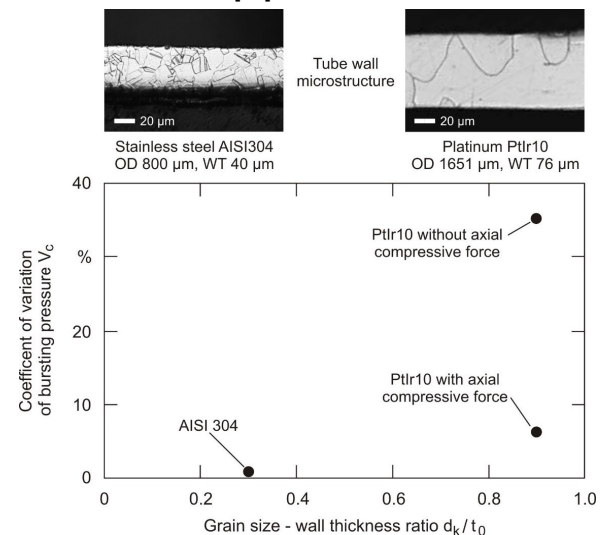 Tube wall
microstructure
20 µm
20 µm
Stainless steel AISI304
OD 800 µm, WT 40 µm
Platinum PtIr10
OD 1651 µm, WT 76 µm
Coefficent of variation
of bursting pressure Vc
40
%
20
10
0
PtIr10 without axial
compressive force
PtIr10 with axial
compressive force
AISI 304
0
0.2
0.4
0.6
0.8
1.0
Grain size - wall thickness ratio dk / t0